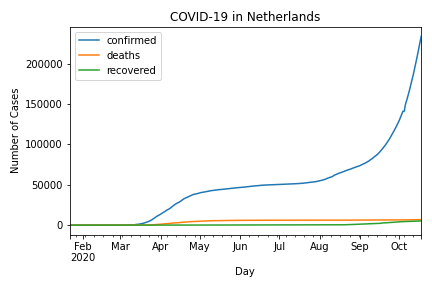 COVID-19 in Netherlands
confirmed
deaths
recovered
Number of Cases
200000
150000
100000
50000
0
Feb Mar Apr May Jun Jul Aug Sep Oct
2020
Day